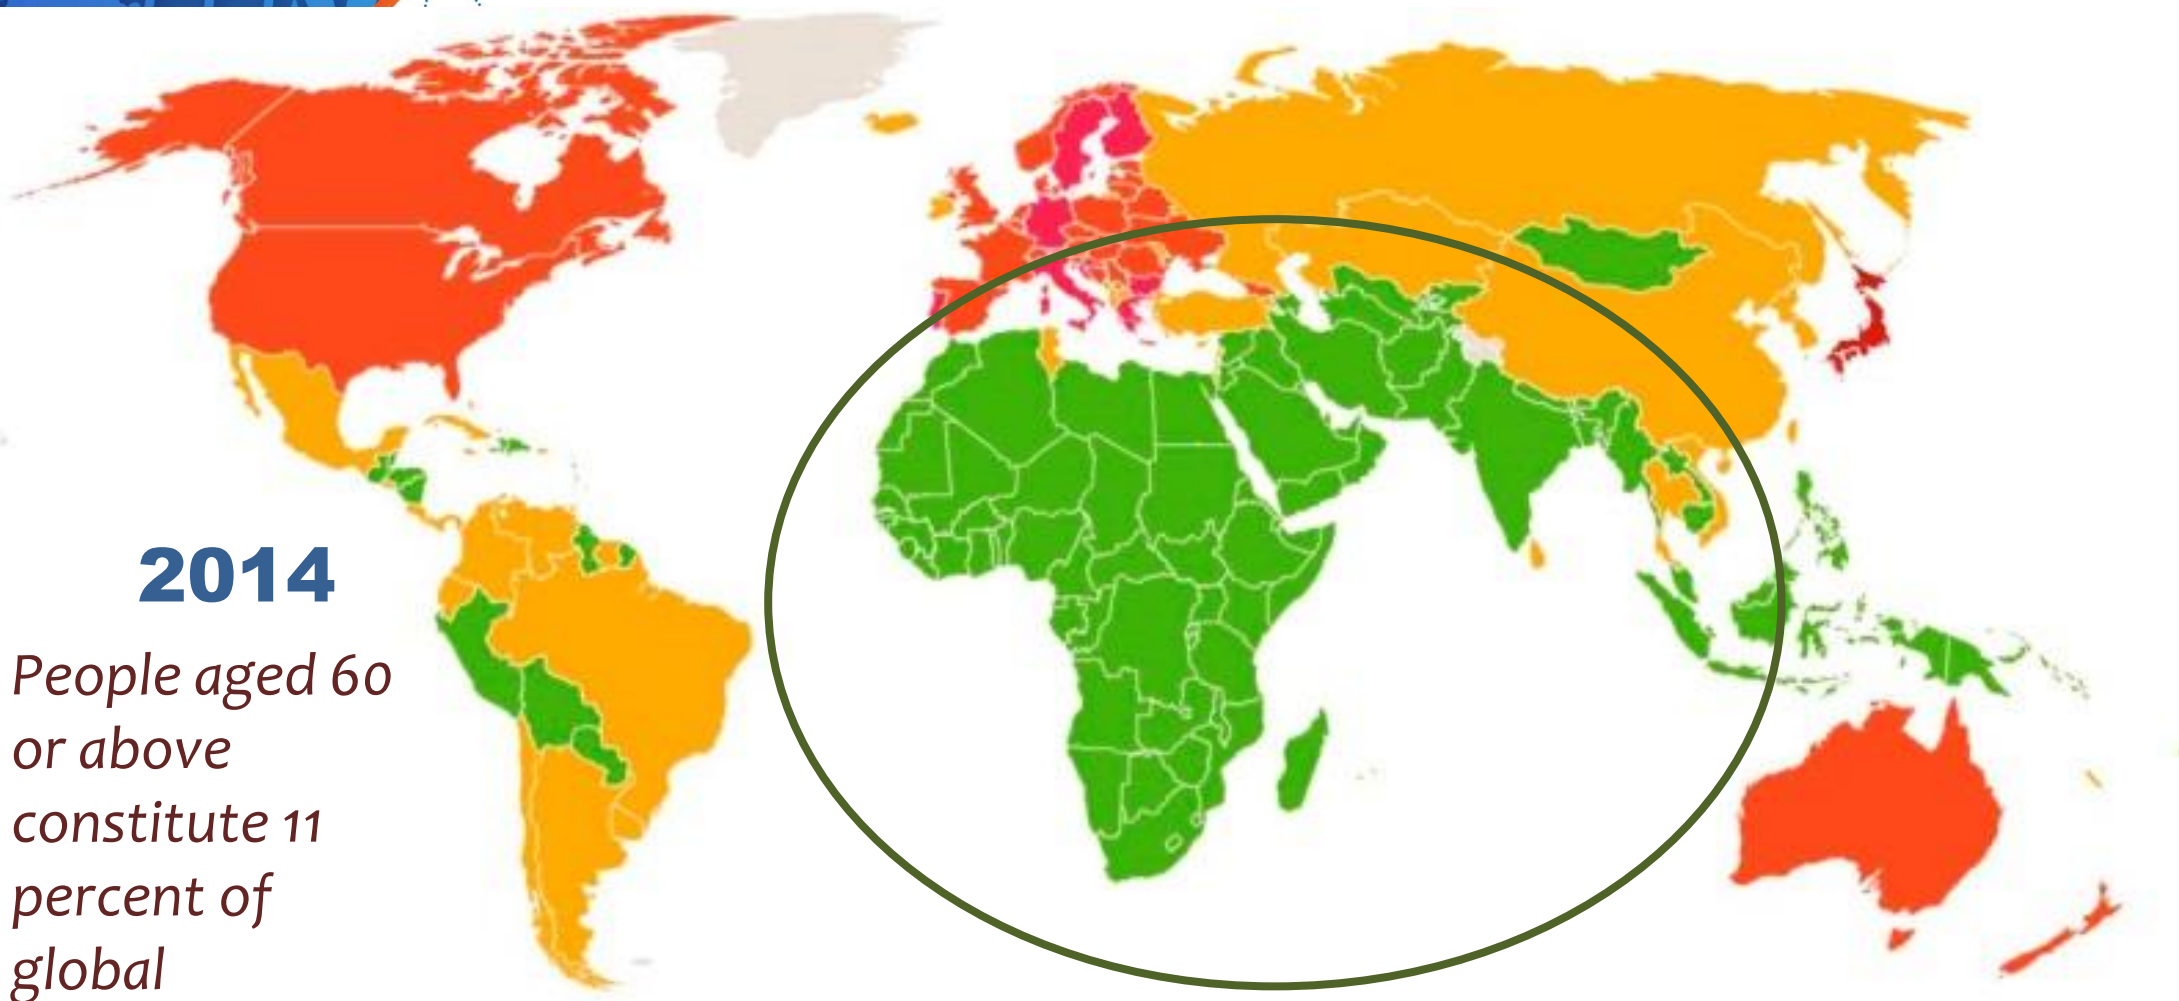 2014
People aged 60
or above
constitute 11
percent of
global